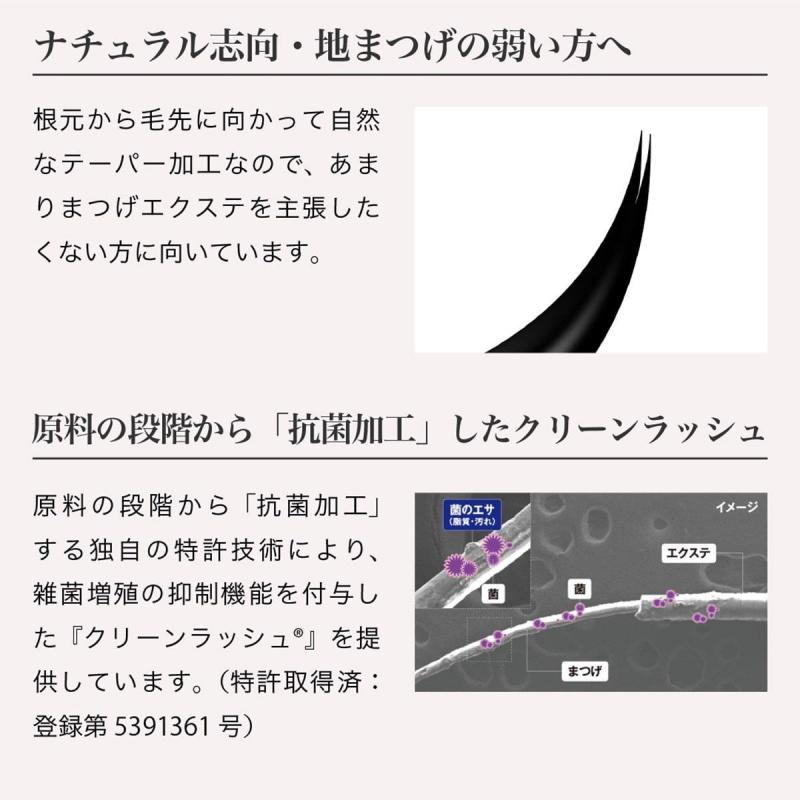 ナチュラル志向・地まつげの弱い方へ
根元から毛先に向かって自然
なテーパー加工なので、あま
りまつげエクステを主張した
くない方に向いています。
原料の段階から「抗菌加工」したクリーンラッシュ
原料の段階から「抗菌加工」
する独自の特許技術により、
雑菌増殖の抑制機能を付与し
た『クリーンラッシュ®』を提
供しています。（特許取得済：
登録第 5391361 号）
菌のエサ
（脂質・汚れ）
菌
イメージ
エクステ
菌
まつげ